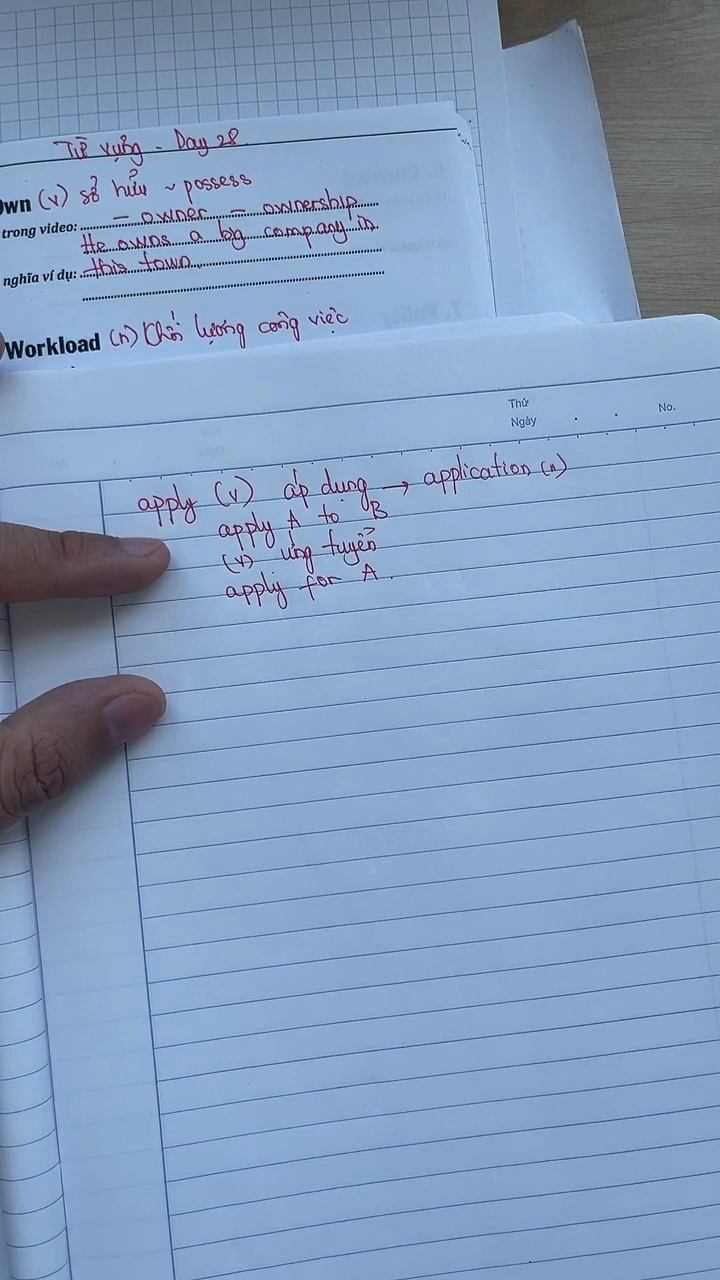 Từ vựng - Day 28
Own (v) sở hữu ~ possess
trong video: - owner - ownership
He owns a big company in
nghĩa ví dụ: this town
Workload (n) Khối lượng công việc
Thứ
Ngày . . No.
apply (v) áp dụng → application (n)
apply A to B
(v) ứng tuyển
apply for A.